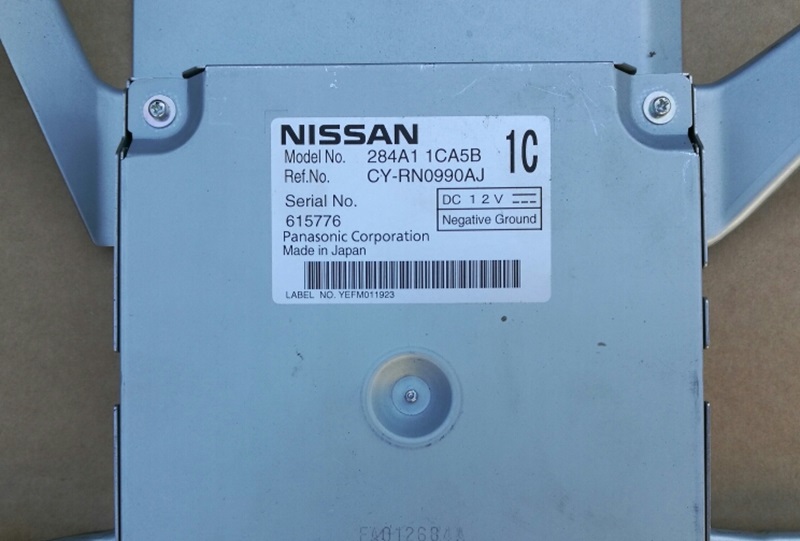 NISSAN
1C
Model No. 284A1 1CA5B
Ref.No. CY-RN0990AJ
Serial No.
615776
DC 12V
Negative Ground
Panasonic Corporation
Made in Japan
LABEL NO. YEFM011923